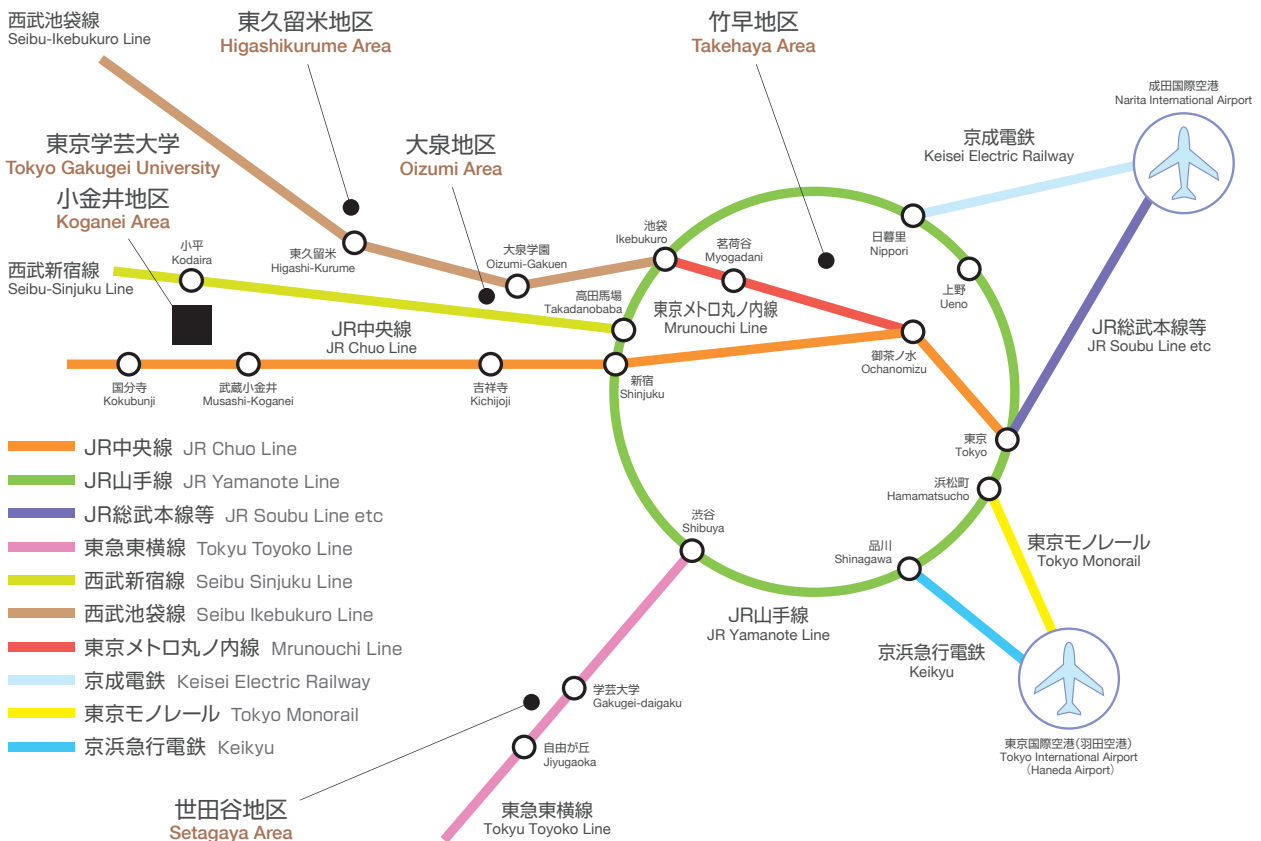 西武池袋線
Seibu-Ikebukuro Line
東久留米地区
Higashikurume Area
竹早地区
Takehaya Area
成田国際空港
Narita International Airport
京成電鉄
Keisei Electric Railway
東京学芸大学
Tokyo Gakugei University
小金井地区
Koganei Area
大泉地区
Oizumi Area
小平
Kodaira
東久留米
Higashi-Kurume
大泉学園
Oizumi-Gakuen
池袋
Ikebukuro
茗荷谷
Myogadani
日暮里
Nippori
上野
Ueno
西武新宿線
Seibu-Sinjuku Line
高田馬場
Takadanobaba
東京メトロ丸ノ内線
Mrunouchi Line
JR中央線
JR Chuo Line
JR総武本線等
JR Soubu Line etc
御茶ノ水
Ochanomizu
国分寺
Kokubunji
武蔵小金井
Musashi-Koganei
吉祥寺
Kichijoji
新宿
Shinjuku
東京
Tokyo
浜松町
Hamamatsucho
JR中央線 JR Chuo Line
JR山手線 JR Yamanote Line
JR総武本線等 JR Soubu Line etc
東急東横線 Tokyu Toyoko Line
西武新宿線 Seibu Sinjuku Line
西武池袋線 Seibu Ikebukuro Line
東京メトロ丸ノ内線 Mrunouchi Line
京成電鉄 Keisei Electric Railway
東京モノレール Tokyo Monorail
京浜急行電鉄 Keikyu
渋谷
Shibuya
品川
Shinagawa
東京モノレール
Tokyo Monorail
JR山手線
JR Yamanote Line
京浜急行電鉄
Keikyu
学芸大学
Gakugei-daigaku
自由が丘
Jiyugaoka
東京国際空港(羽田空港)
Tokyo International Airport
(Haneda Airport)
世田谷地区
Setagaya Area
東急東横線
Tokyu Toyoko Line